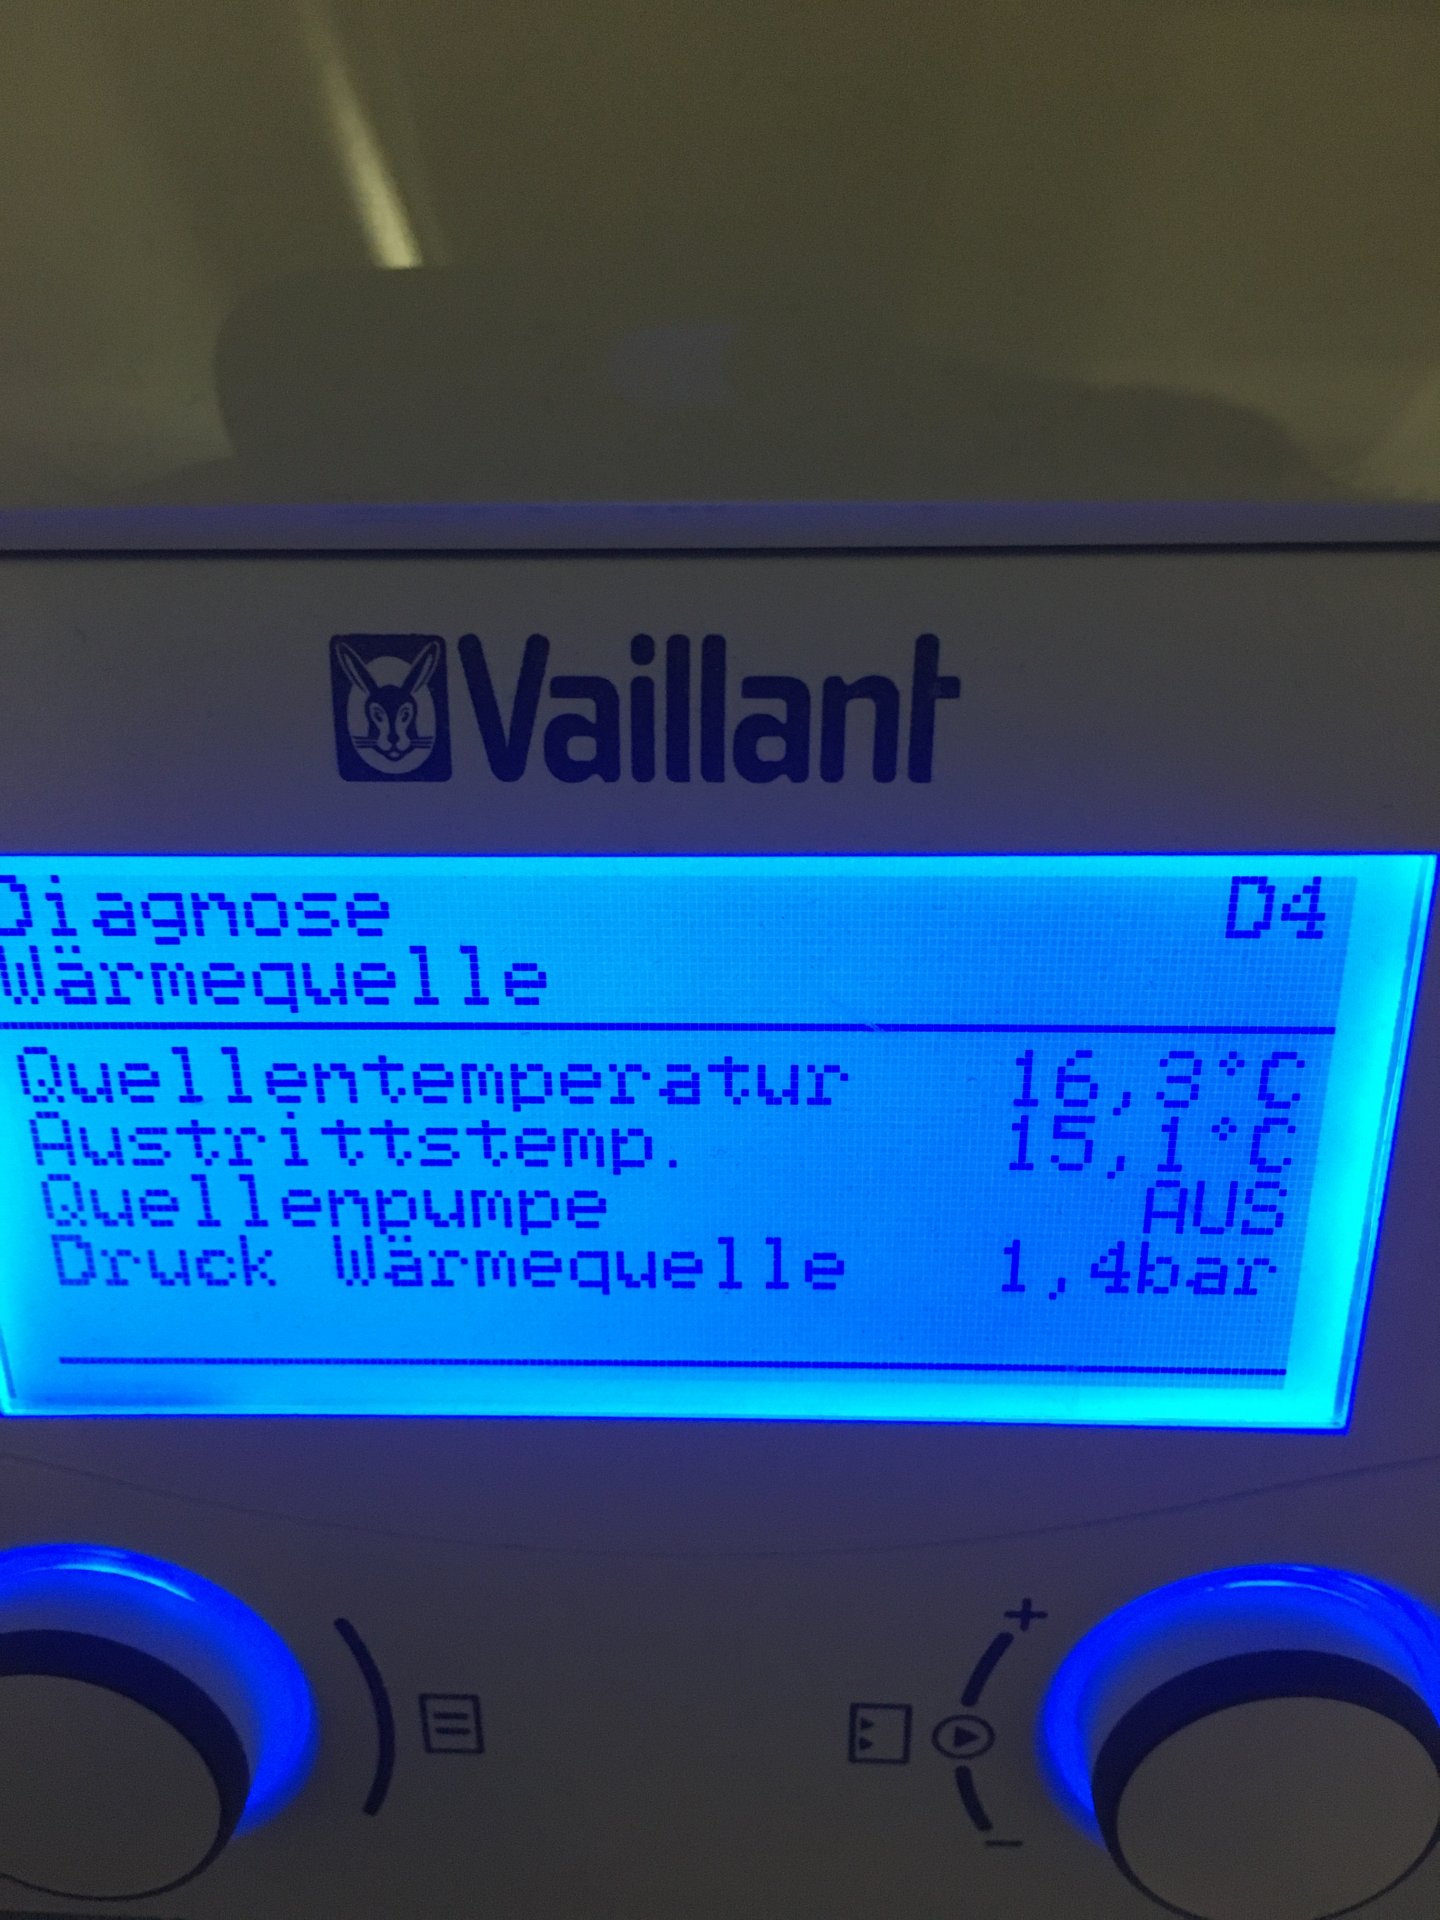 Vaillant
Diagnose D4
Wärmequelle
Quellentemperatur 16,3°C
Austrittstemp. 15,1°C
Quellenpumpe AUS
Druck Wärmequelle 1,4bar
+
−